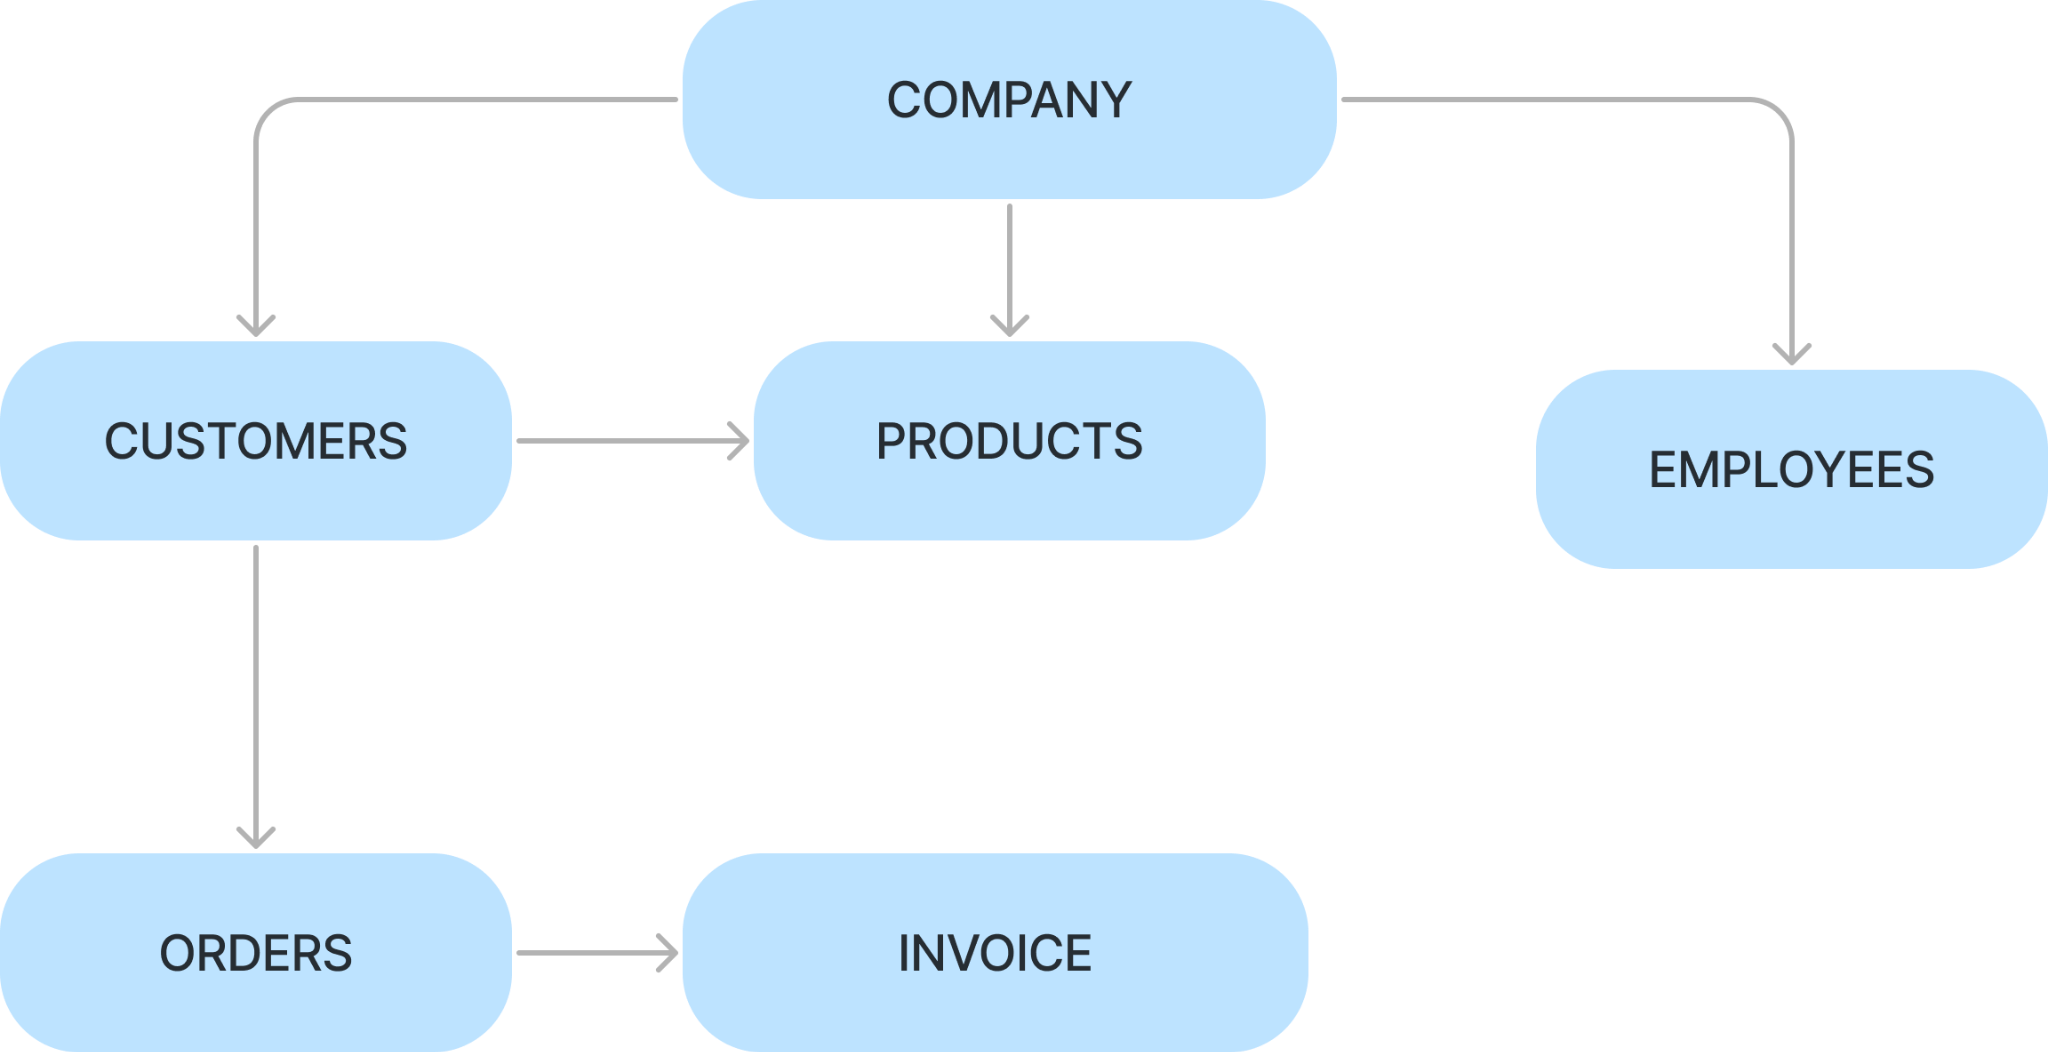 COMPANY
CUSTOMERS
PRODUCTS
EMPLOYEES
ORDERS
INVOICE